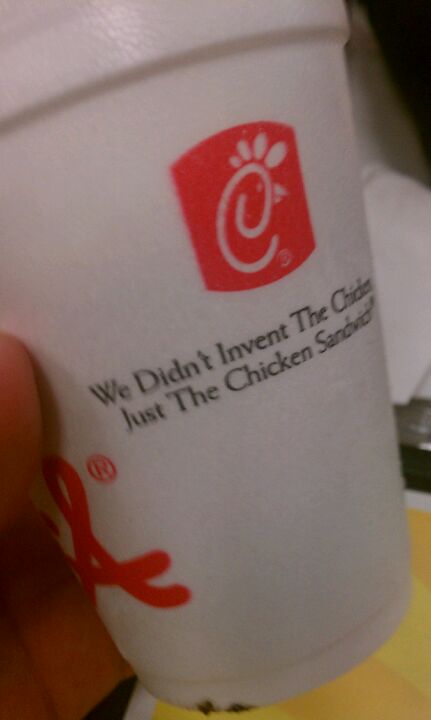 We Didn't Invent The Chicken,
Just The Chicken Sandwich®
®